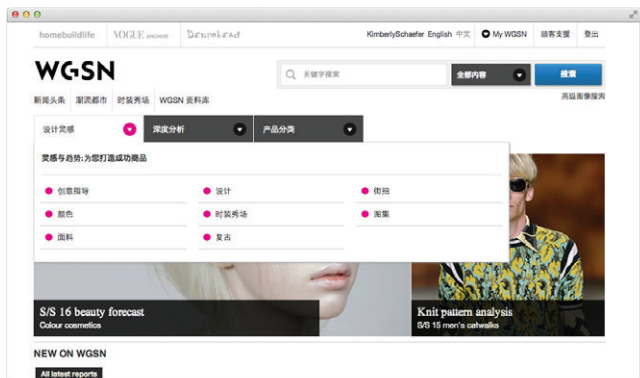 homebuildlife VOGUE ARCHIVE Denimhead KimberlySchaefer English 中文 My WGSN 顧客支援 登出
WGSN
关键字搜索 全部内容 搜索
新闻头条 潮流都市 时装秀场 WGSN 资料库 高级图像搜索
设计灵感 深度分析 产品分类
灵感与趋势:为您打造成功商品
创意指导 设计 街拍
颜色 时装秀场 图集
面料 复古
S/S 16 beauty forecast
Colour cosmetics
Knit pattern analysis
S/S 15 men's catwalks
NEW ON WGSN
All latest reports